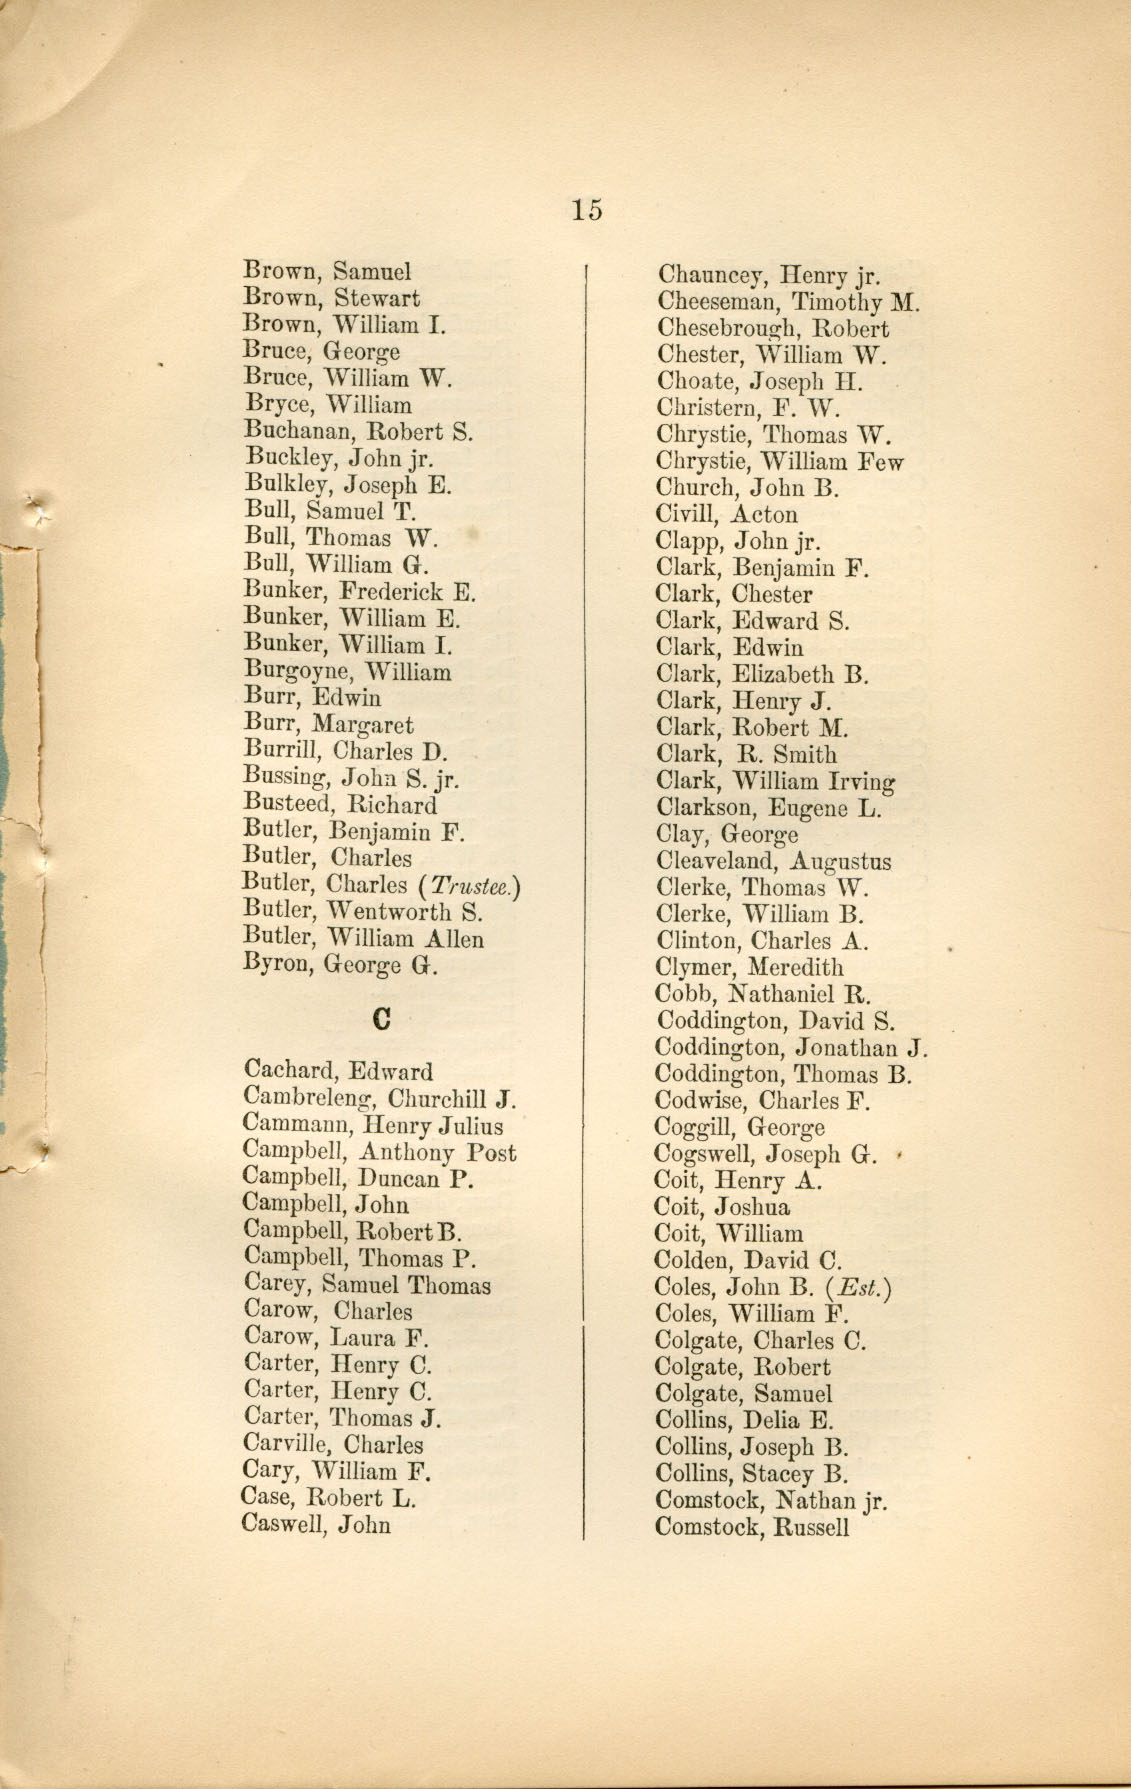 15
Brown, Samuel
Brown, Stewart
Brown, William I.
Bruce, George
Bruce, William W.
Bryce, William
Buchanan, Robert S.
Buckley, John jr.
Bulkley, Joseph E.
Bull, Samuel T.
Bull, Thomas W.
Bull, William G.
Bunker, Frederick E.
Bunker, William E.
Bunker, William I.
Burgoyne, William
Burr, Edwin
Burr, Margaret
Burrill, Charles D.
Bussing, John S. jr.
Busteed, Richard
Butler, Benjamin F.
Butler, Charles
Butler, Charles (Trustee.)
Butler, Wentworth S.
Butler, William Allen
Byron, George G.
C
Cachard, Edward
Cambreleng, Churchill J.
Cammann, Henry Julius
Campbell, Anthony Post
Campbell, Duncan P.
Campbell, John
Campbell, Robert B.
Campbell, Thomas P.
Carey, Samuel Thomas
Carow, Charles
Carow, Laura F.
Carter, Henry C.
Carter, Henry C.
Carter, Thomas J.
Carville, Charles
Cary, William F.
Case, Robert L.
Caswell, John
Chauncey, Henry jr.
Cheeseman, Timothy M.
Chesebrough, Robert
Chester, William W.
Choate, Joseph H.
Christern, F. W.
Chrystie, Thomas W.
Chrystie, William Few
Church, John B.
Civill, Acton
Clapp, John jr.
Clark, Benjamin F.
Clark, Chester
Clark, Edward S.
Clark, Edwin
Clark, Elizabeth B.
Clark, Henry J.
Clark, Robert M.
Clark, R. Smith
Clark, William Irving
Clarkson, Eugene L.
Clay, George
Cleaveland, Augustus
Clerke, Thomas W.
Clerke, William B.
Clinton, Charles A.
Clymer, Meredith
Cobb, Nathaniel R.
Coddington, David S.
Coddington, Jonathan J.
Coddington, Thomas B.
Codwise, Charles F.
Coggill, George
Cogswell, Joseph G.
Coit, Henry A.
Coit, Joshua
Coit, William
Colden, David C.
Coles, John B. (Est.)
Coles, William F.
Colgate, Charles C.
Colgate, Robert
Colgate, Samuel
Collins, Delia E.
Collins, Joseph B.
Collins, Stacey B.
Comstock, Nathan jr.
Comstock, Russell